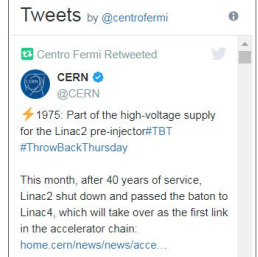 Tweets by @centrofermi
Centro Fermi Retweeted
CERN
@CERN
⚡1975: Part of the high-voltage supply
for the Linac2 pre-injector#TBT
#ThrowBackThursday
This month, after 40 years of service,
Linac2 shut down and passed the baton to
Linac4, which will take over as the first link
in the accelerator chain:
home.cern/news/news/acce...